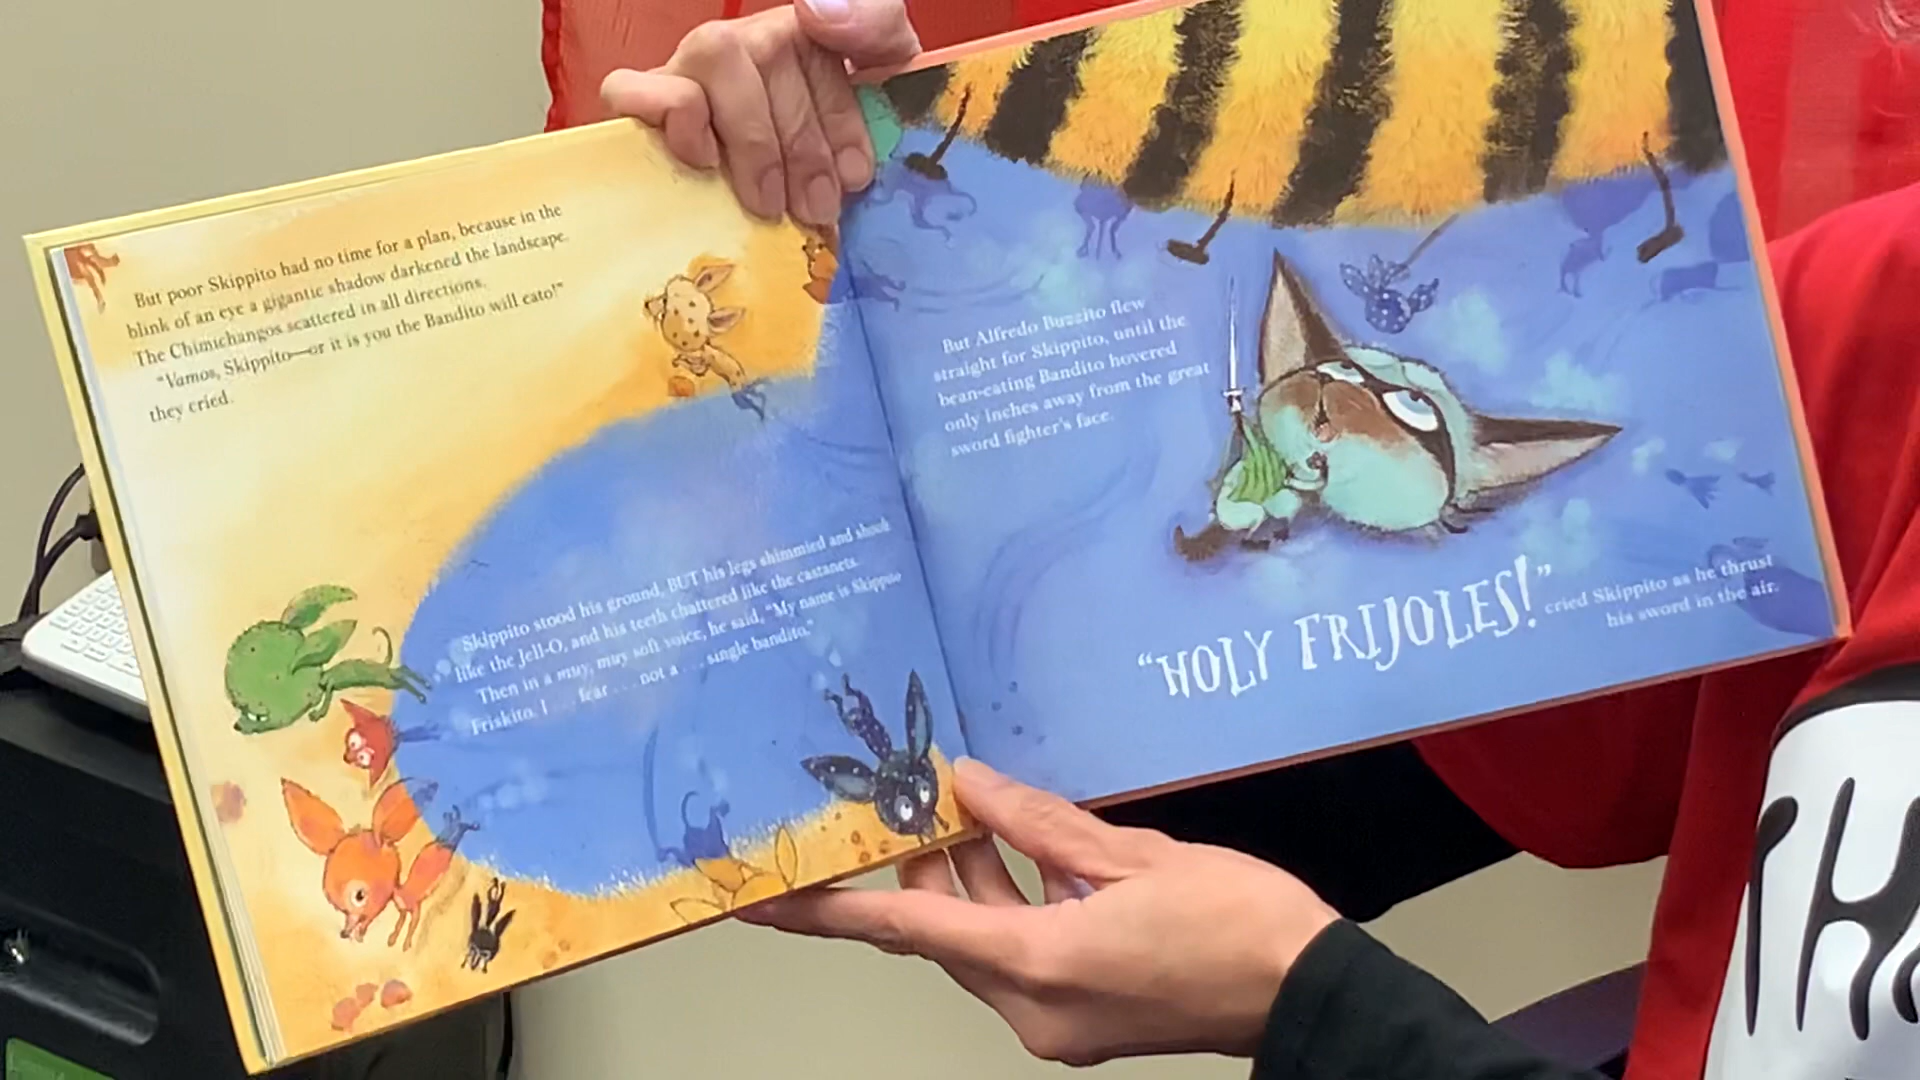 But poor Skippito had no time for a plan, because in the
blink of an eye a gigantic shadow darkened the landscape.
The Chimichangos scattered in all directions.
"Vamos, Skippito—or it is you the Bandito will eato!"
they cried.
Skippito stood his ground, BUT his legs shimmied and shook
like the Jell-O, and his teeth chattered like the castanets.
Then in a muy, muy soft voice, he said, "My name is Skippito
Friskito. I . . . fear . . . not a . . . single bandito."
But Alfredo Buzzito flew
straight for Skippito, until the
bean-eating Bandito hovered
only inches away from the great
sword fighter's face.
"HOLY FRIJOLES!" cried Skippito as he thrust
his sword in the air.